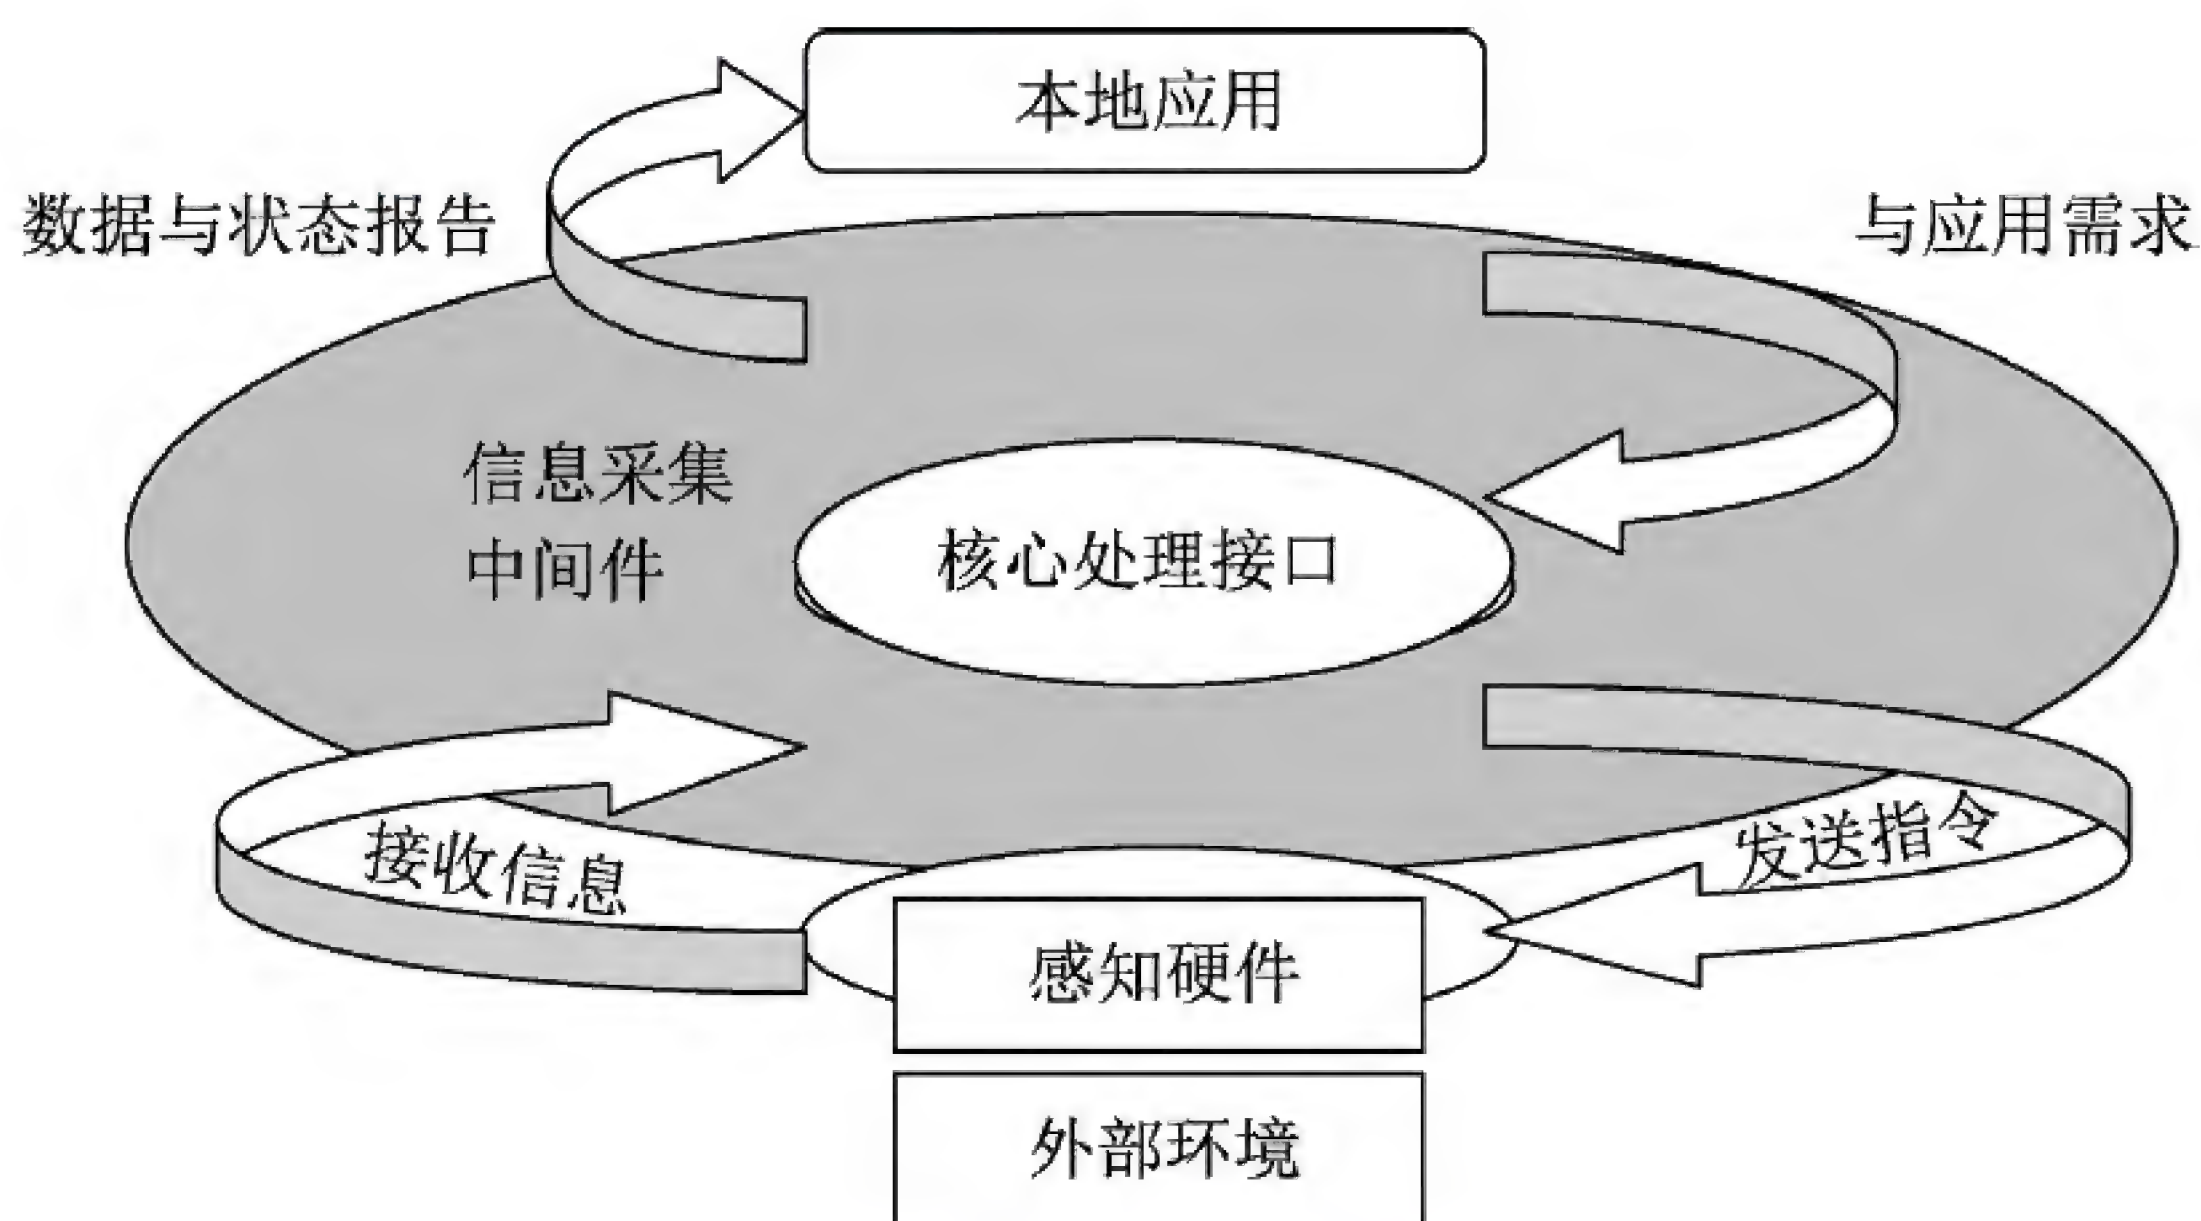 本地应用
数据与状态报告
与应用需求
信息采集
中间件
核心处理接口
接收信息
发送指令
感知硬件
外部环境